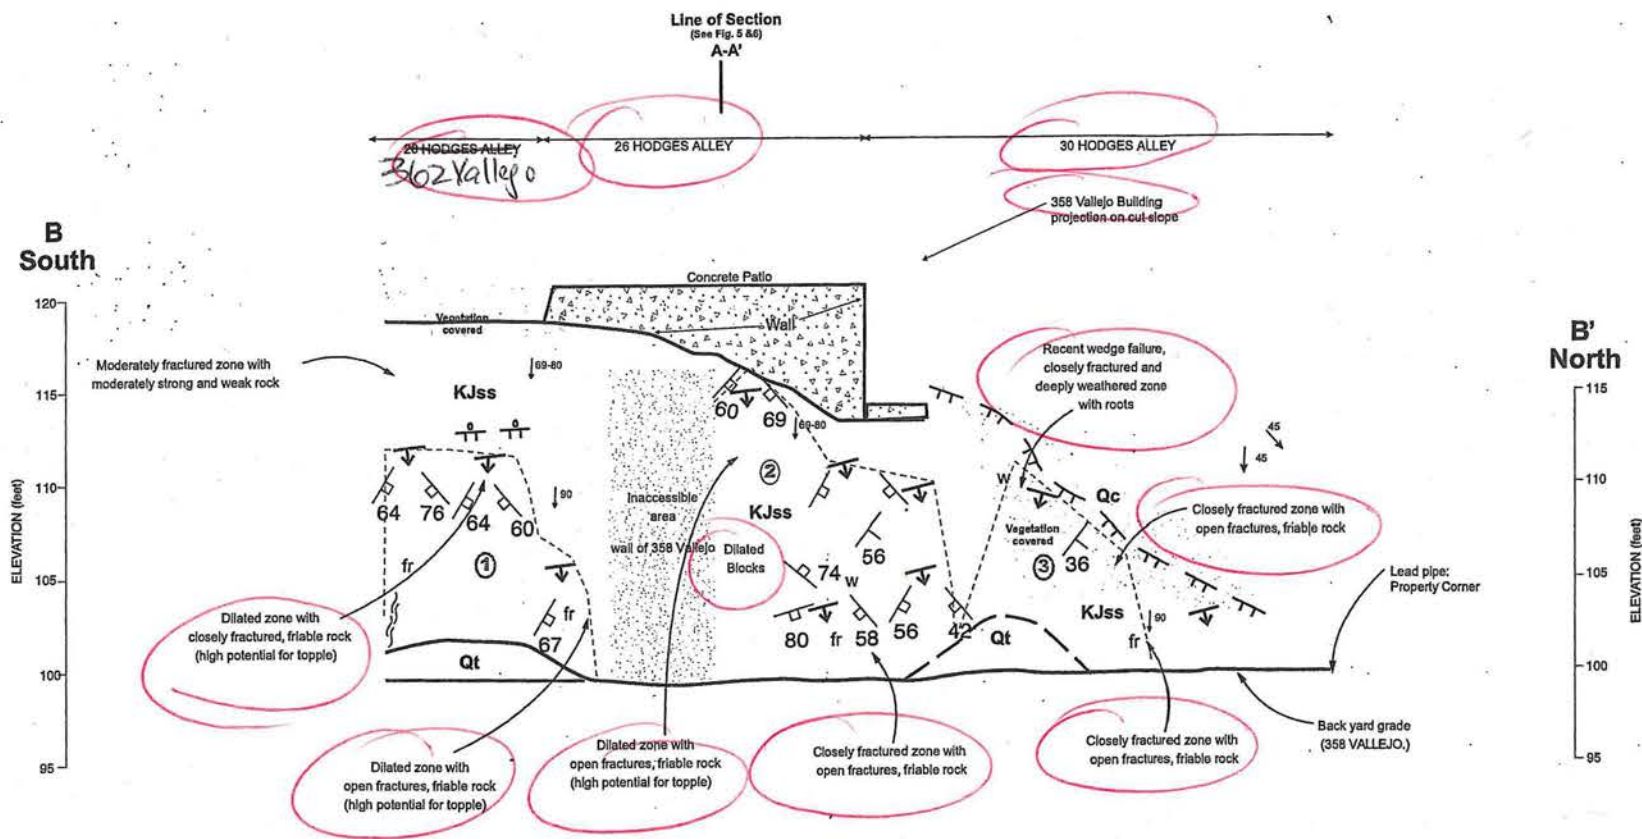 Line of Section
(See Fig. 5 &6)
A-A'
20 HODGES ALLEY
362 Vallejo
26 HODGES ALLEY
30 HODGES ALLEY
358 Vallejo Building
projection on cut slope
B
South
B'
North
Concrete Patio
Wall
Vegetation
covered
120
115
110
105
100
95
ELEVATION (feet)
115
110
105
100
95
ELEVATION (feet)
Moderately fractured zone with
moderately strong and weak rock
69-80
KJss
60
69
69-80
Recent wedge failure,
closely fractured and
deeply weathered zone
with roots
45
45
64
76
64
60
90
Inaccessible
area
wall of 358 Vallejo
2
KJss
W
Qc
Closely fractured zone with
open fractures, friable rock
fr
1
Dilated
Blocks
74
W
56
Vegetation
covered
3
36
Lead pipe:
Property Corner
Dilated zone with
closely fractured, friable rock
(high potential for topple)
fr
67
80
fr
58
56
42
KJss
90
fr
Qt
Qt
Dilated zone with
open fractures, friable rock
(high potential for topple)
Dilated zone with
open fractures, friable rock
(high potential for topple)
Closely fractured zone with
open fractures, friable rock
Closely fractured zone with
open fractures, friable rock
Back yard grade
(358 VALLEJO.)